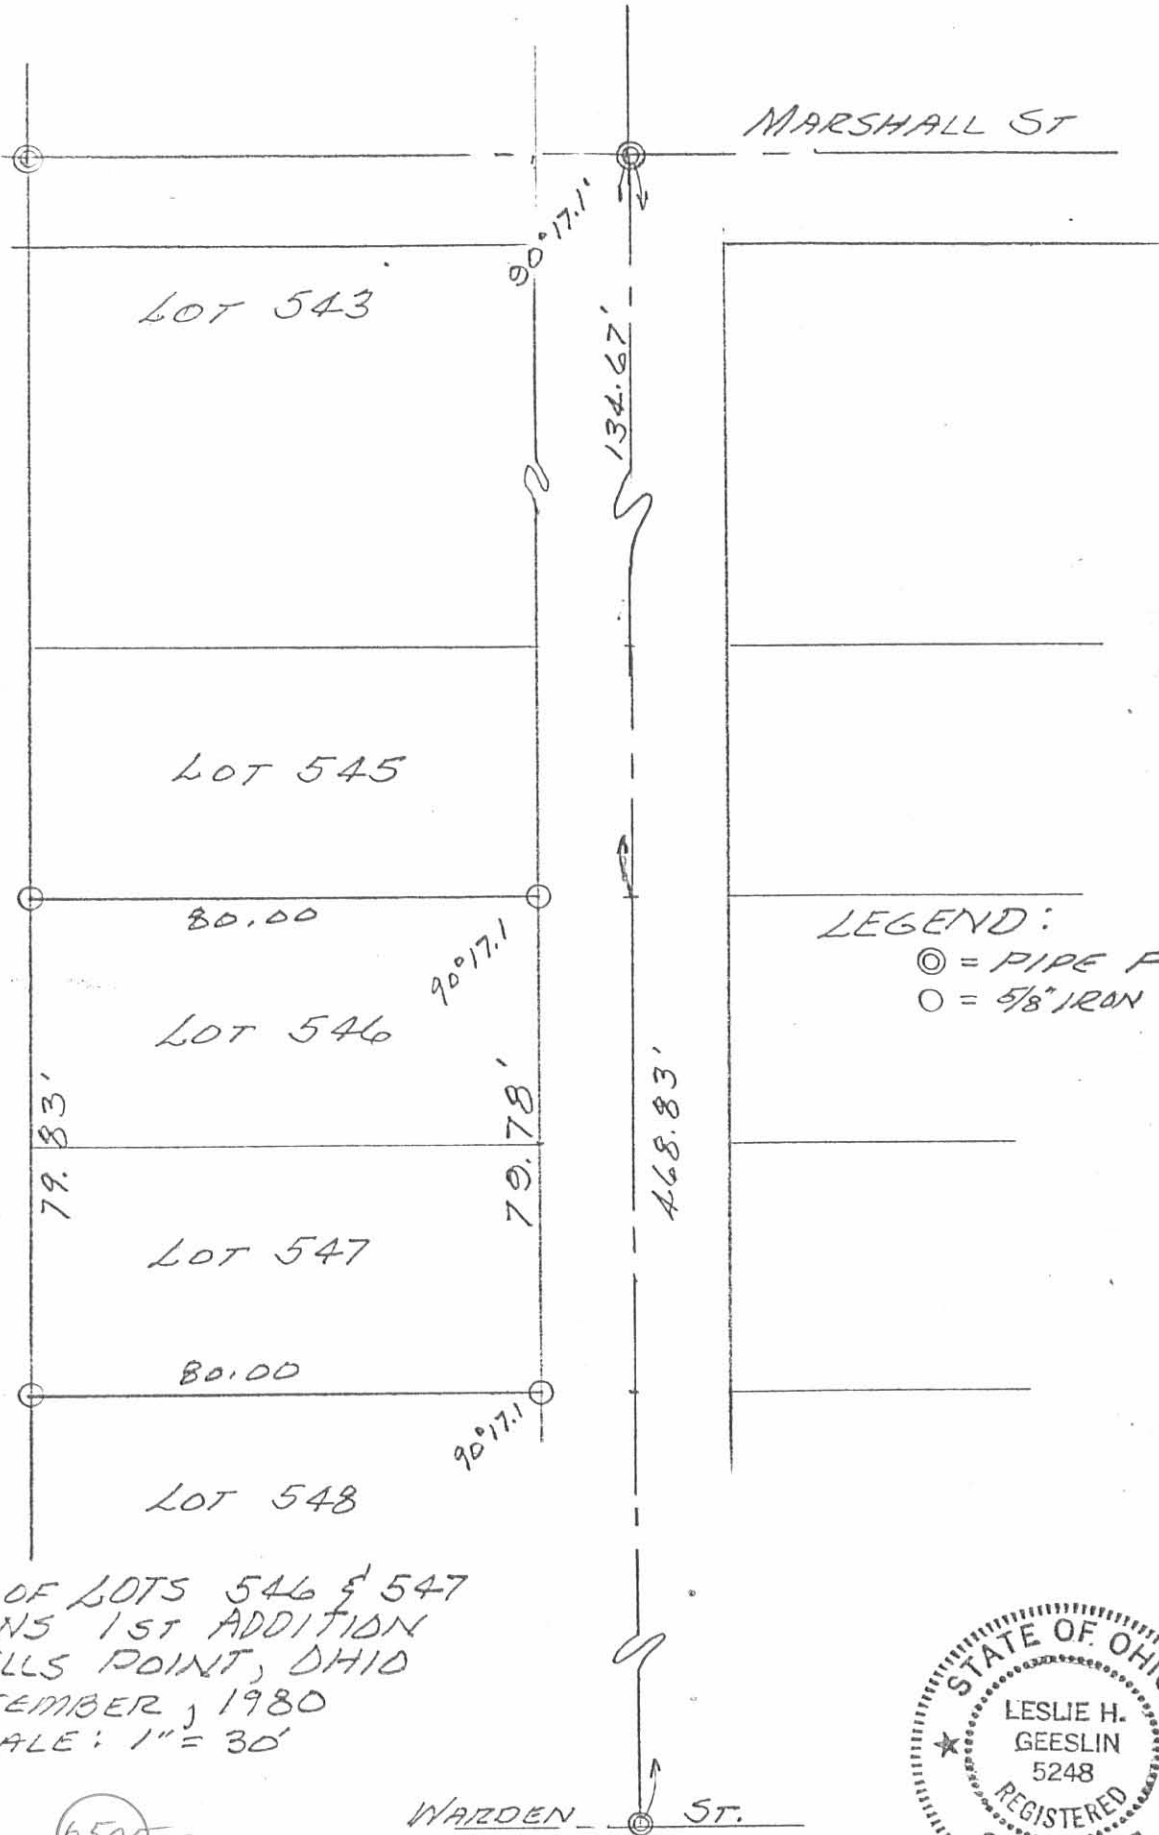 MARSHALL ST
90°17.1'
LOT 543
134.67'
LOT 545
80.00
90°17.1
LEGEND:
◎ = PIPE F
○ = 5/8" IRON
LOT 546
79.83'
79.78'
468.83'
LOT 547
80.00
90°17.1
LOT 548
OF LOTS 546 & 547
NS 1ST ADDITION
LLS POINT, OHIO
TEMBER, 1980
ALE: 1" = 30'
STATE OF OHIO
LESLIE H.
GEESLIN
5248
REGISTERED
WARDEN ST.